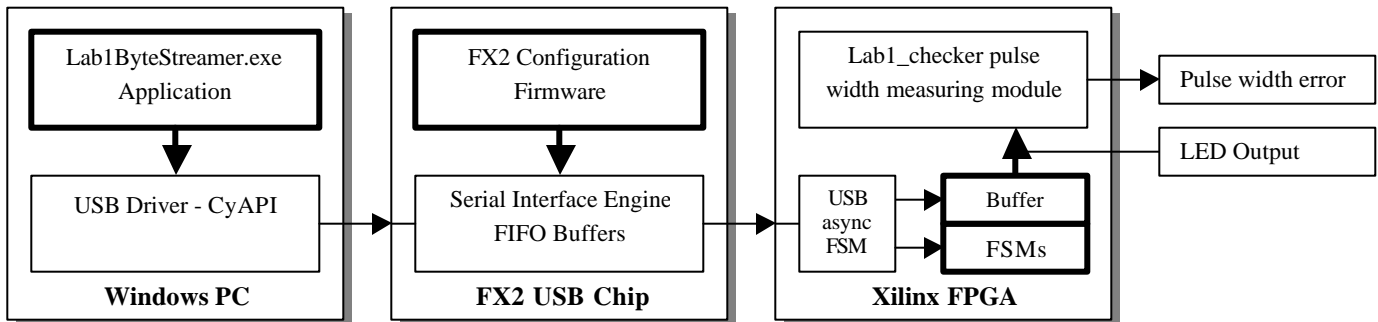 Lab1ByteStreamer.exe
Application
USB Driver - CyAPI
Windows PC
FX2 Configuration
Firmware
Serial Interface Engine
FIFO Buffers
FX2 USB Chip
Lab1_checker pulse
width measuring module
USB
async
FSM
Buffer
FSMs
Xilinx FPGA
Pulse width error
LED Output